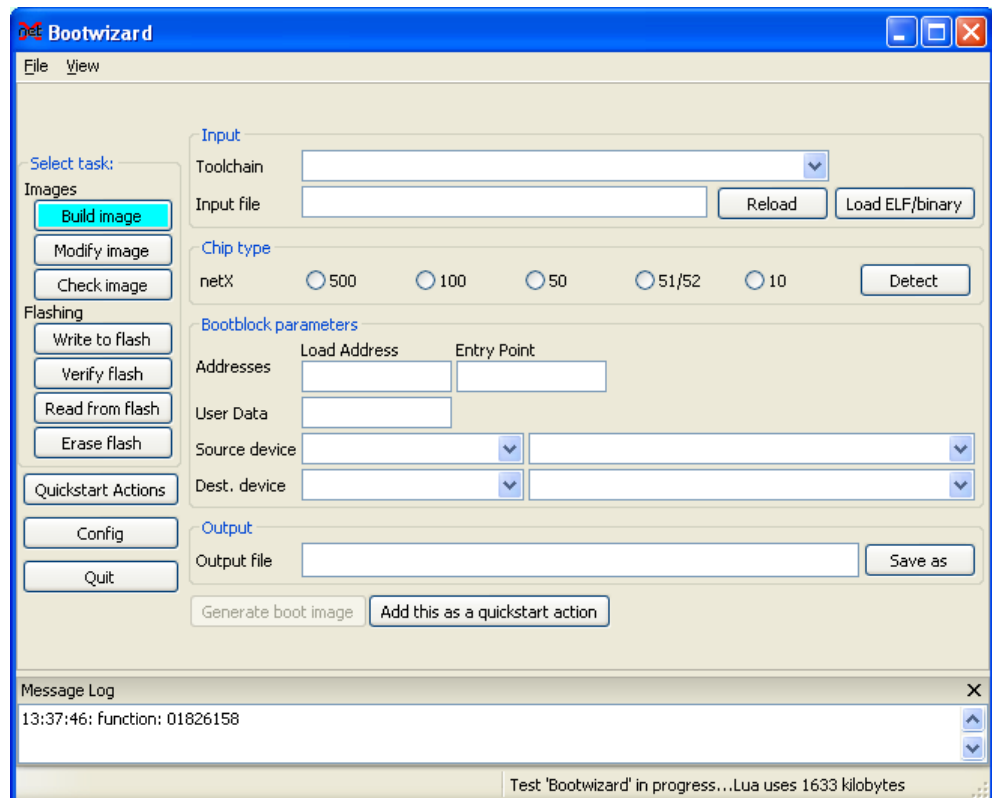 net Bootwizard
File View
Input
Select task:
Toolchain
Images
Input file Reload Load ELF/binary
Build image
Modify image
Chip type
Check image
netX 500 100 50 51/52 10 Detect
Flashing
Write to flash
Bootblock parameters
Load Address Entry Point
Addresses
Verify flash
Read from flash
User Data
Erase flash
Source device
Quickstart Actions
Dest. device
Config
Output
Output file Save as
Quit
Generate boot image Add this as a quickstart action
Message Log
13:37:46: function: 01826158
Test 'Bootwizard' in progress...Lua uses 1633 kilobytes